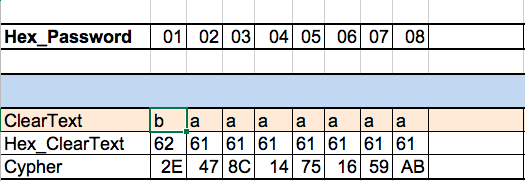 Hex_Password 01 02 03 04 05 06 07 08
ClearText b a a a a a a a
Hex_ClearText 62 61 61 61 61 61 61 61
Cypher 2E 47 8C 14 75 16 59 AB